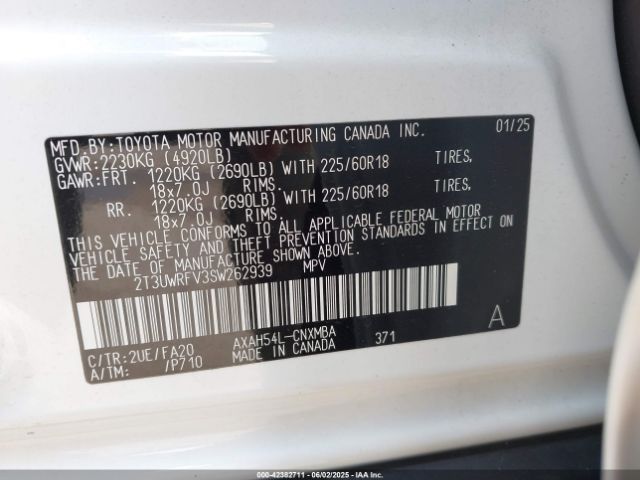 MFD.BY:TOYOTA MOTOR MANUFACTURING CANADA INC. 01/25
GVWR:2230KG (4920LB)
GAWR:FRT. 1220KG (2690LB) WITH 225/60R18 TIRES,
18x7.0J RIMS.
RR. 1220KG (2690LB) WITH 225/60R18 TIRES,
18x7.0J RIMS.
THIS VEHICLE CONFORMS TO ALL APPLICABLE FEDERAL MOTOR
VEHICLE SAFETY AND THEFT PREVENTION STANDARDS IN EFFECT ON
THE DATE OF MANUFACTURE SHOWN ABOVE.
2T3UWRFV3SW262939 MPV
C/TR:2UE/FA20 AXAH54L-CNXMBA 371 A
A/TM: /P710 MADE IN CANADA
000-42382711 - 06/02/2025 - IAAI.com